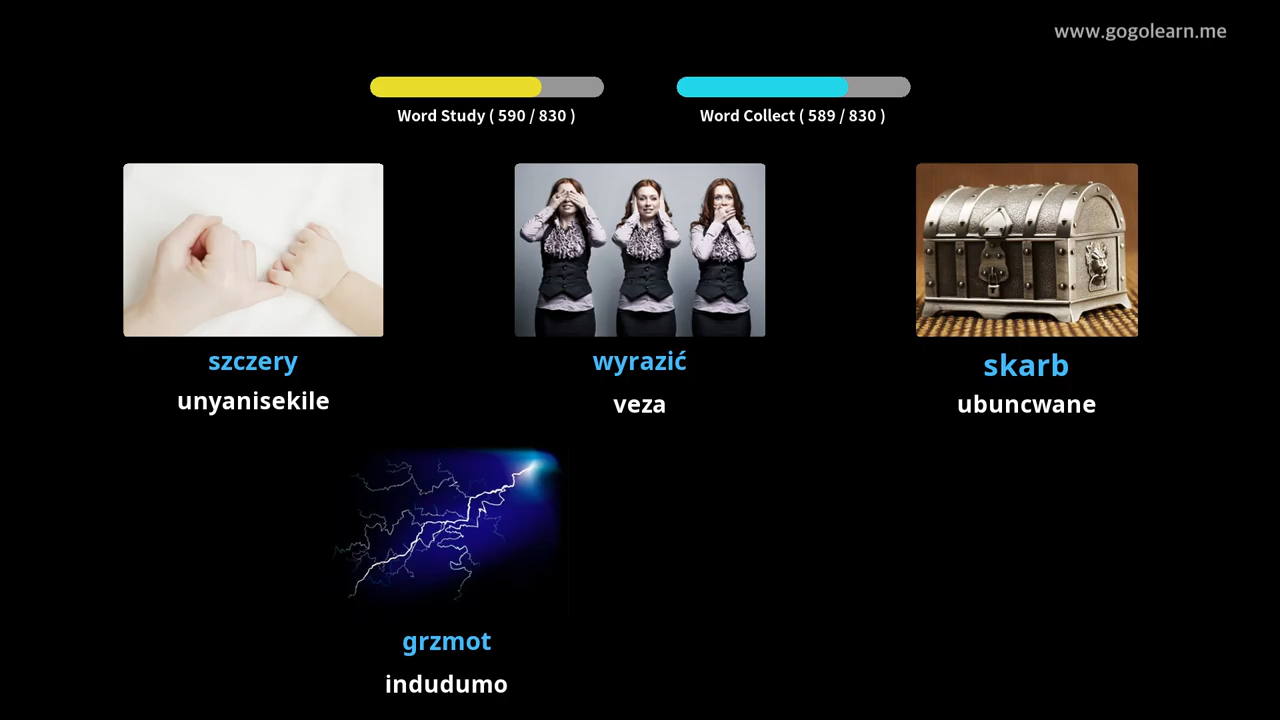 www.gogolearn.me
Word Study ( 590 / 830 )
Word Collect ( 589 / 830 )
szczery
wyrazić
skarb
unyanisekile
veza
ubuncwane
grzmot
indudumo